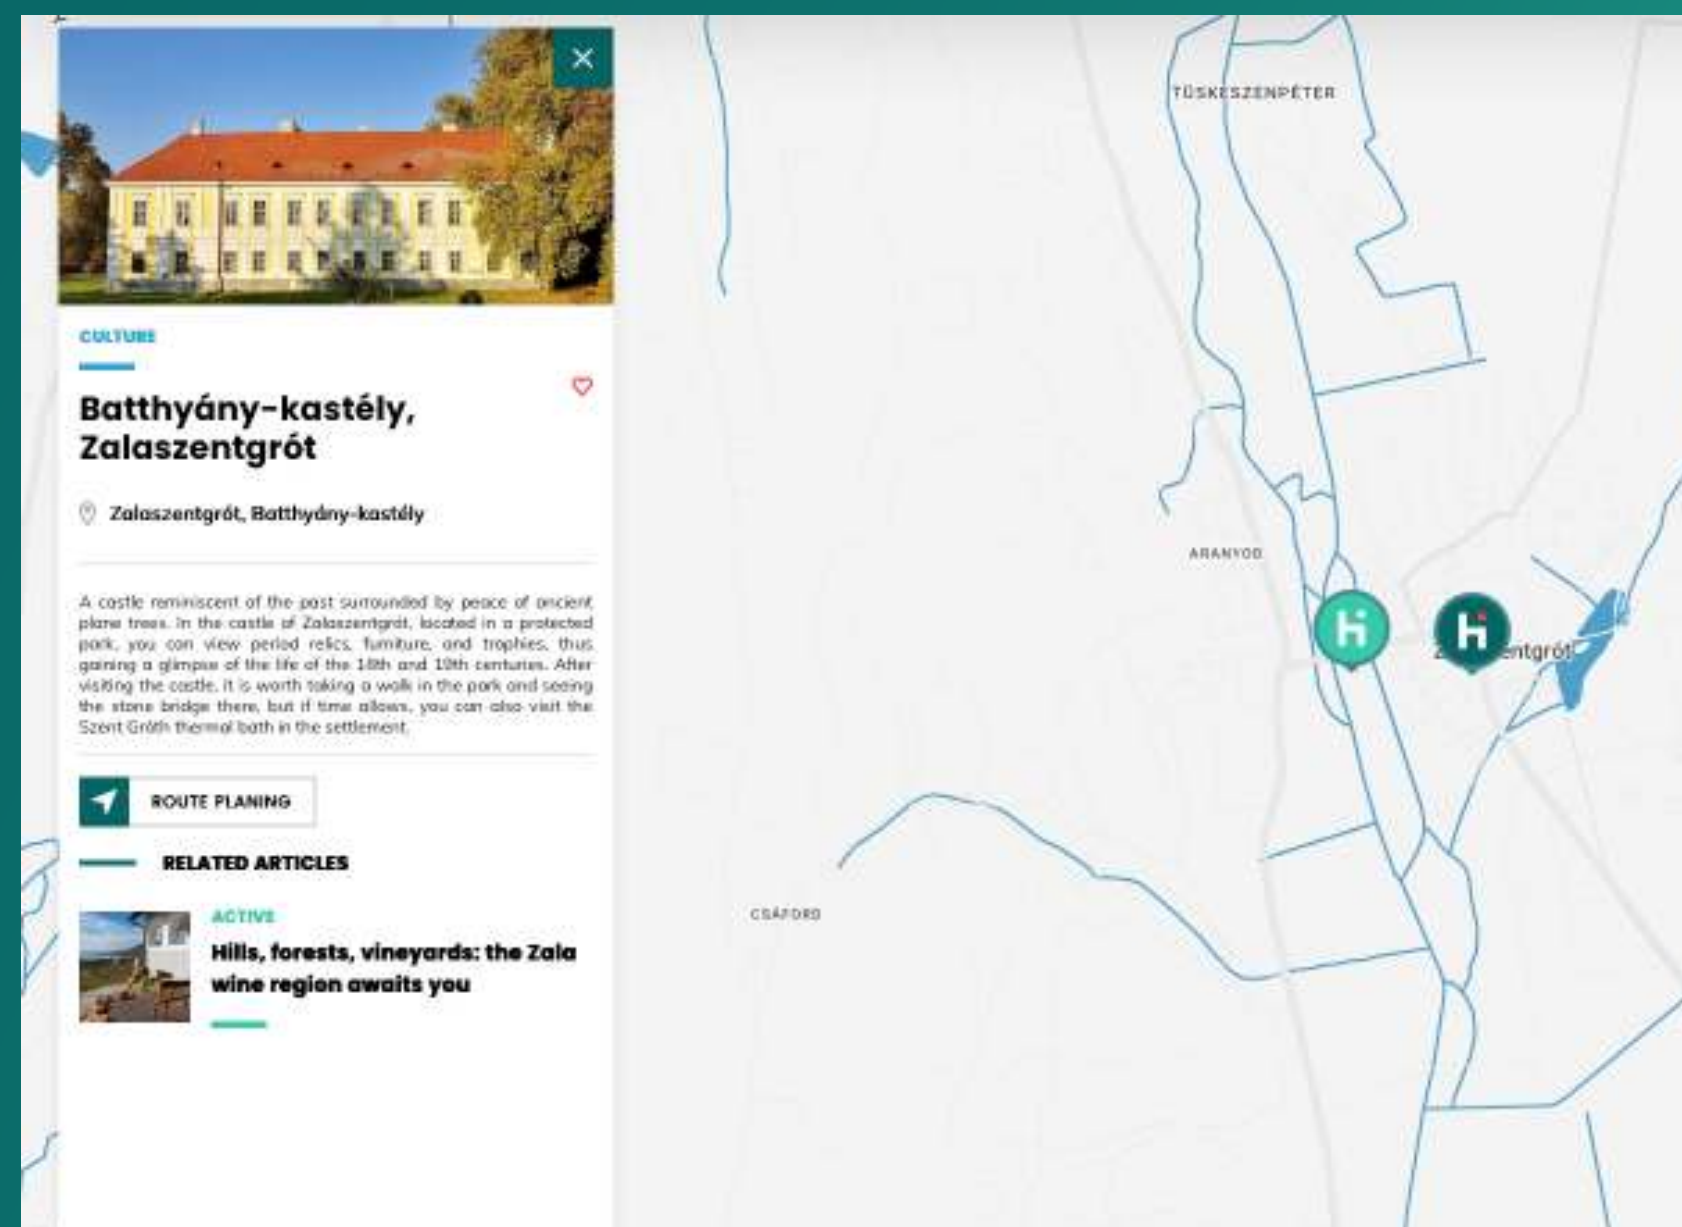 CULTURE
Batthyány-kastély,
Zalaszentgrót
Zalaszentgrót, Batthyány-kastély
A castle reminiscent of the past surrounded by peace of ancient
plane trees. In the castle of Zalaszentgrót, located in a protected
park, you can view period relics, furniture, and trophies, thus
gaining a glimpse of the life of the 18th and 19th centuries. After
visiting the castle, it is worth taking a walk in the park and seeing
the stone bridge there, but if time allows, you can also visit the
Szent Gróth thermal bath in the settlement.
ROUTE PLANING
RELATED ARTICLES
ACTIVE
Hills, forests, vineyards: the Zala
wine region awaits you
TÜSKESZENPÉTER
ARANYOD
hi
hi
Z entgrót
CSÁFORD